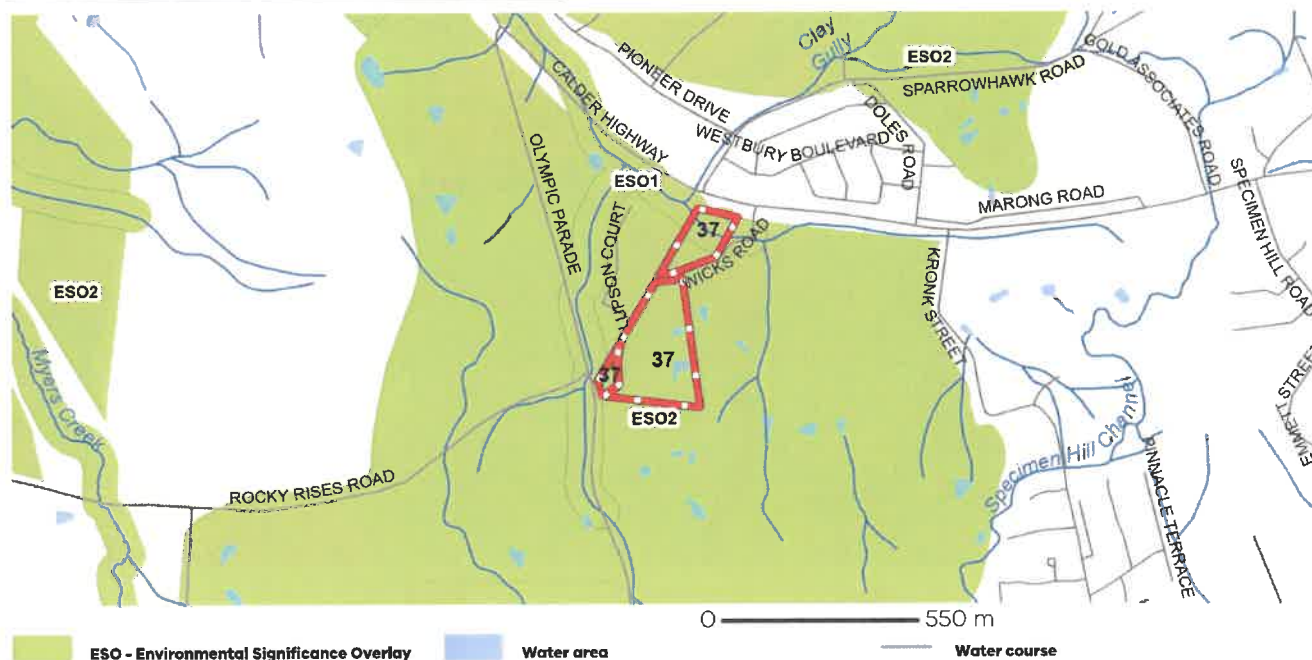 Clay
Gully
ESO2
GOLD ASSOCIATES ROAD
PIONEER DRIVE
SPARROWHAWK ROAD
CALDER HIGHWAY
DOLES ROAD
WESTBURY BOULEVARD
SPECIMEN HILL ROAD
ESO1
OLYMPIC PARADE
MARONG ROAD
37
LUPSON COURT
WICKS ROAD
KRONK STREET
ESO2
Myers Creek
37
37
ESO2
EMMETT STREET
Specimen Hill Channel
PINNACLE TERRACE
ROCKY RISES ROAD
0 550 m
ESO - Environmental Significance Overlay
Water area
Water course